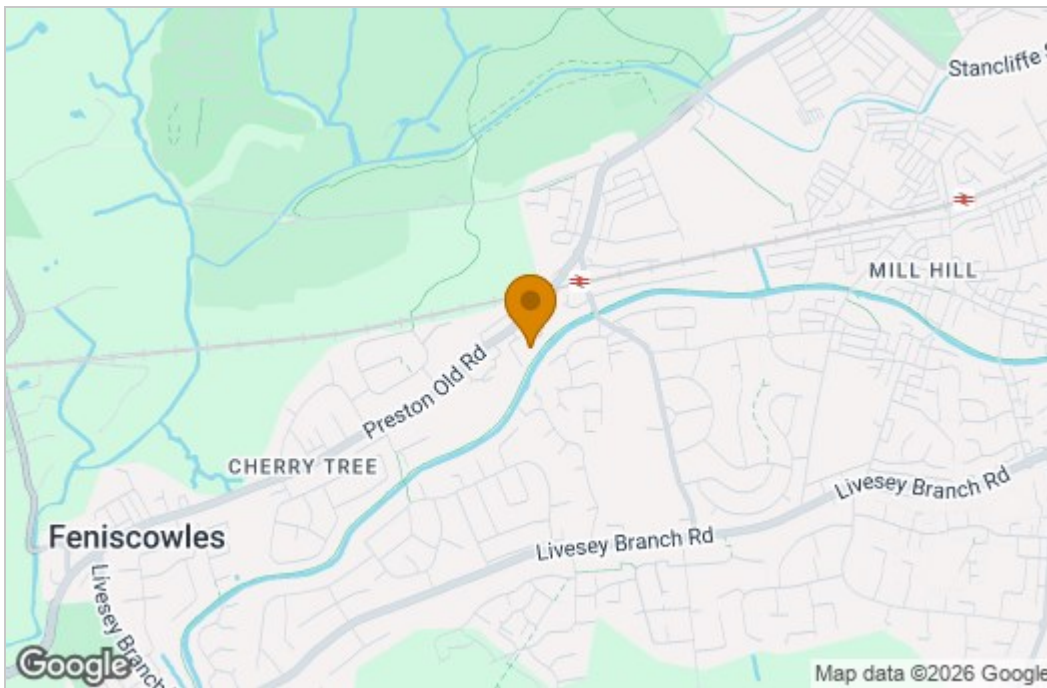 Stancliffe S
MILL HILL
Preston Old Rd
CHERRY TREE
Livesey Branch Rd
Feniscowles
Livesey Branch Rd
Livesey Branch
Google
Map data ©2026 Google